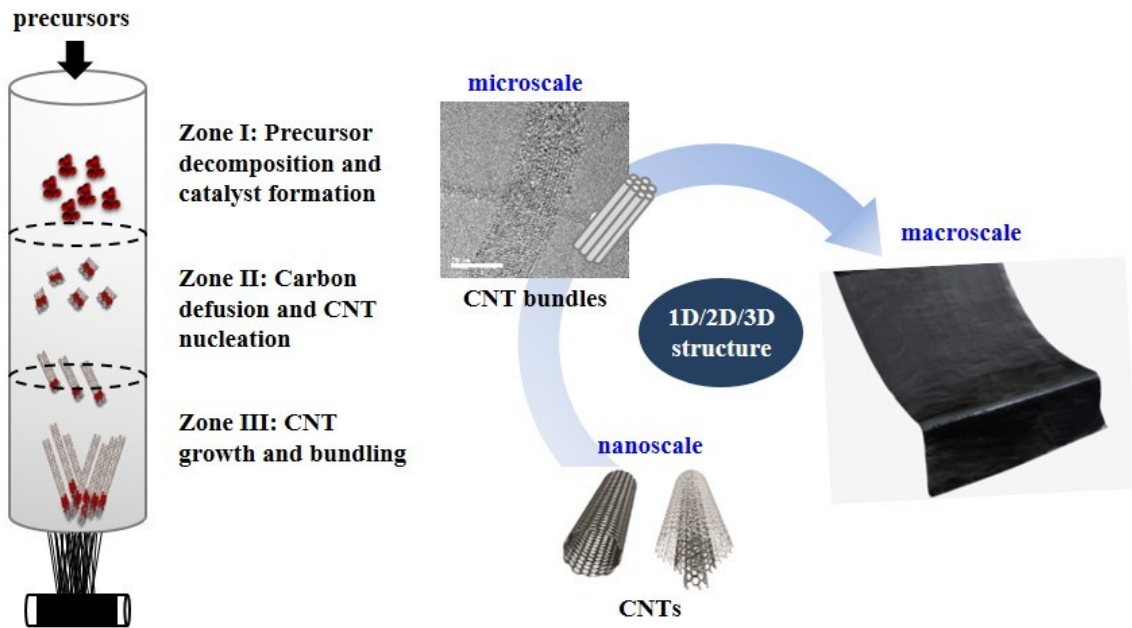 precursors
Zone I: Precursor
decomposition and
catalyst formation
Zone II: Carbon
defusion and CNT
nucleation
Zone III: CNT
growth and bundling
microscale
CNT bundles
macroscale
1D/2D/3D
structure
nanoscale
CNTs